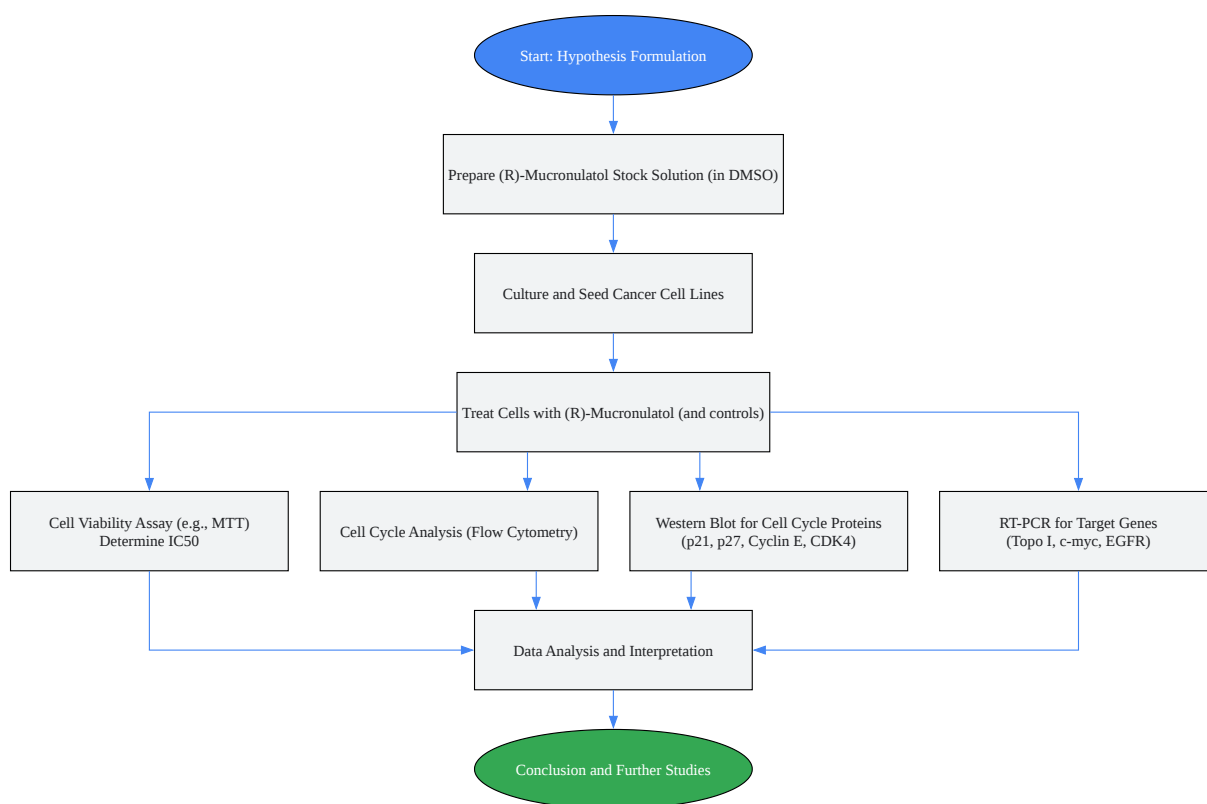 Start: Hypothesis Formulation
Prepare (R)-Mucronulatol Stock Solution (in DMSO)
Culture and Seed Cancer Cell Lines
Treat Cells with (R)-Mucronulatol (and controls)
Cell Viability Assay (e.g., MTT)
Determine IC50
Cell Cycle Analysis (Flow Cytometry)
Western Blot for Cell Cycle Proteins
(p21, p27, Cyclin E, CDK4)
RT-PCR for Target Genes
(Topo I, c-myc, EGFR)
Data Analysis and Interpretation
Conclusion and Further Studies